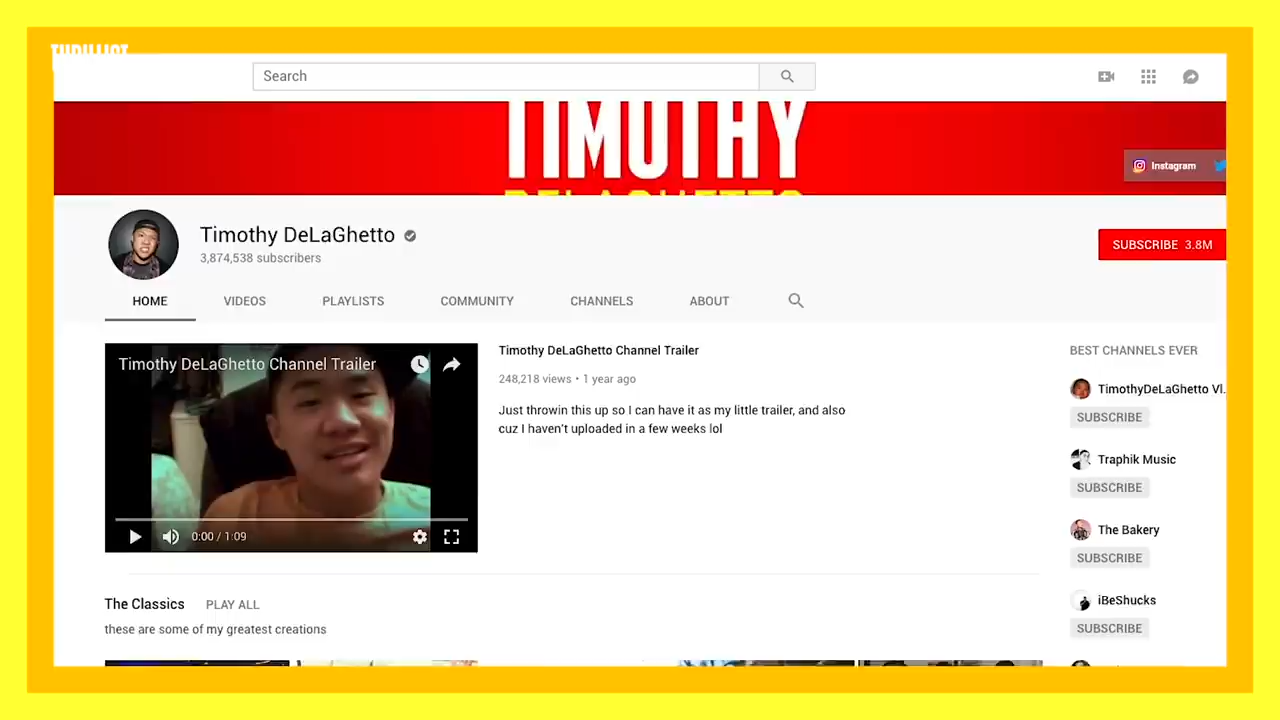 THRILLIST
Search
TIMOTHY
DELAGHETTO
Instagram
Timothy DeLaGhetto
3,874,538 subscribers
SUBSCRIBE 3.8M
HOME VIDEOS PLAYLISTS COMMUNITY CHANNELS ABOUT
Timothy DeLaGhetto Channel Trailer
0:00 / 1:09
Timothy DeLaGhetto Channel Trailer
248,218 views • 1 year ago
Just throwin this up so I can have it as my little trailer, and also
cuz I haven't uploaded in a few weeks lol
BEST CHANNELS EVER
TimothyDeLaGhetto Vl...
SUBSCRIBE
Traphik Music
SUBSCRIBE
The Bakery
SUBSCRIBE
iBeShucks
SUBSCRIBE
The Classics PLAY ALL
these are some of my greatest creations